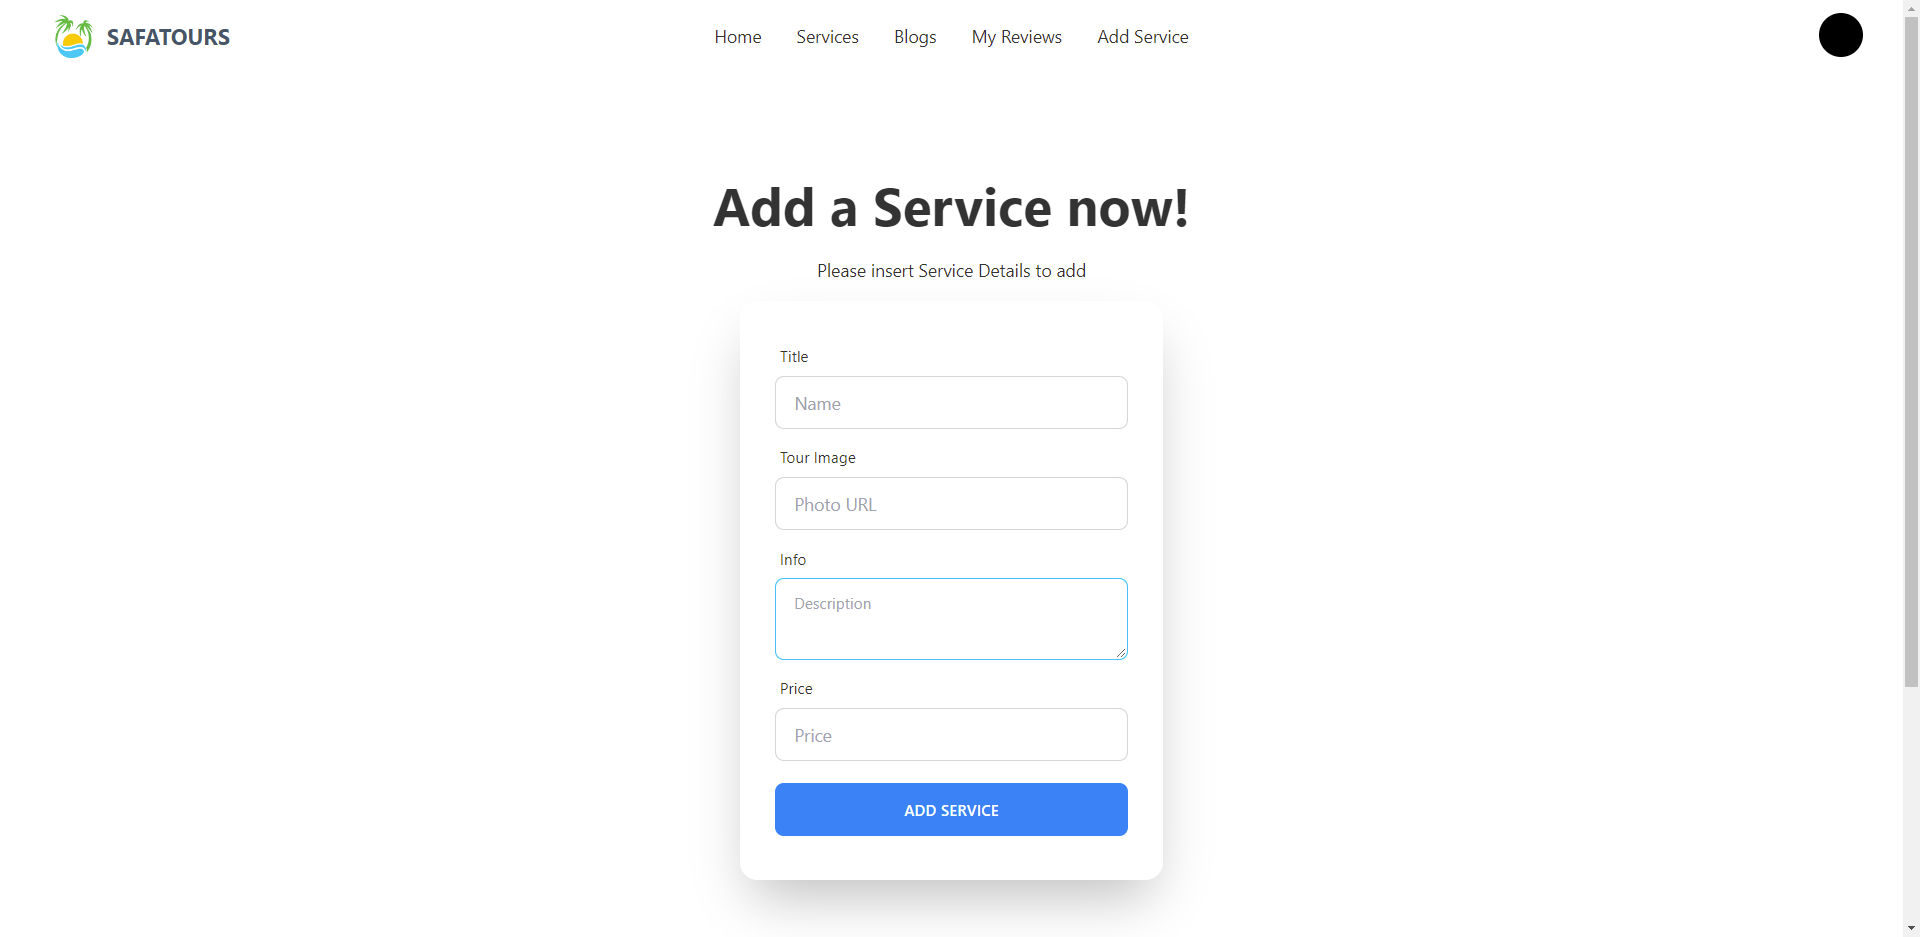 SAFATOURS
Home Services Blogs My Reviews Add Service
Add a Service now!
Please insert Service Details to add
Title
Name
Tour Image
Photo URL
Info
Description
Price
Price
ADD SERVICE